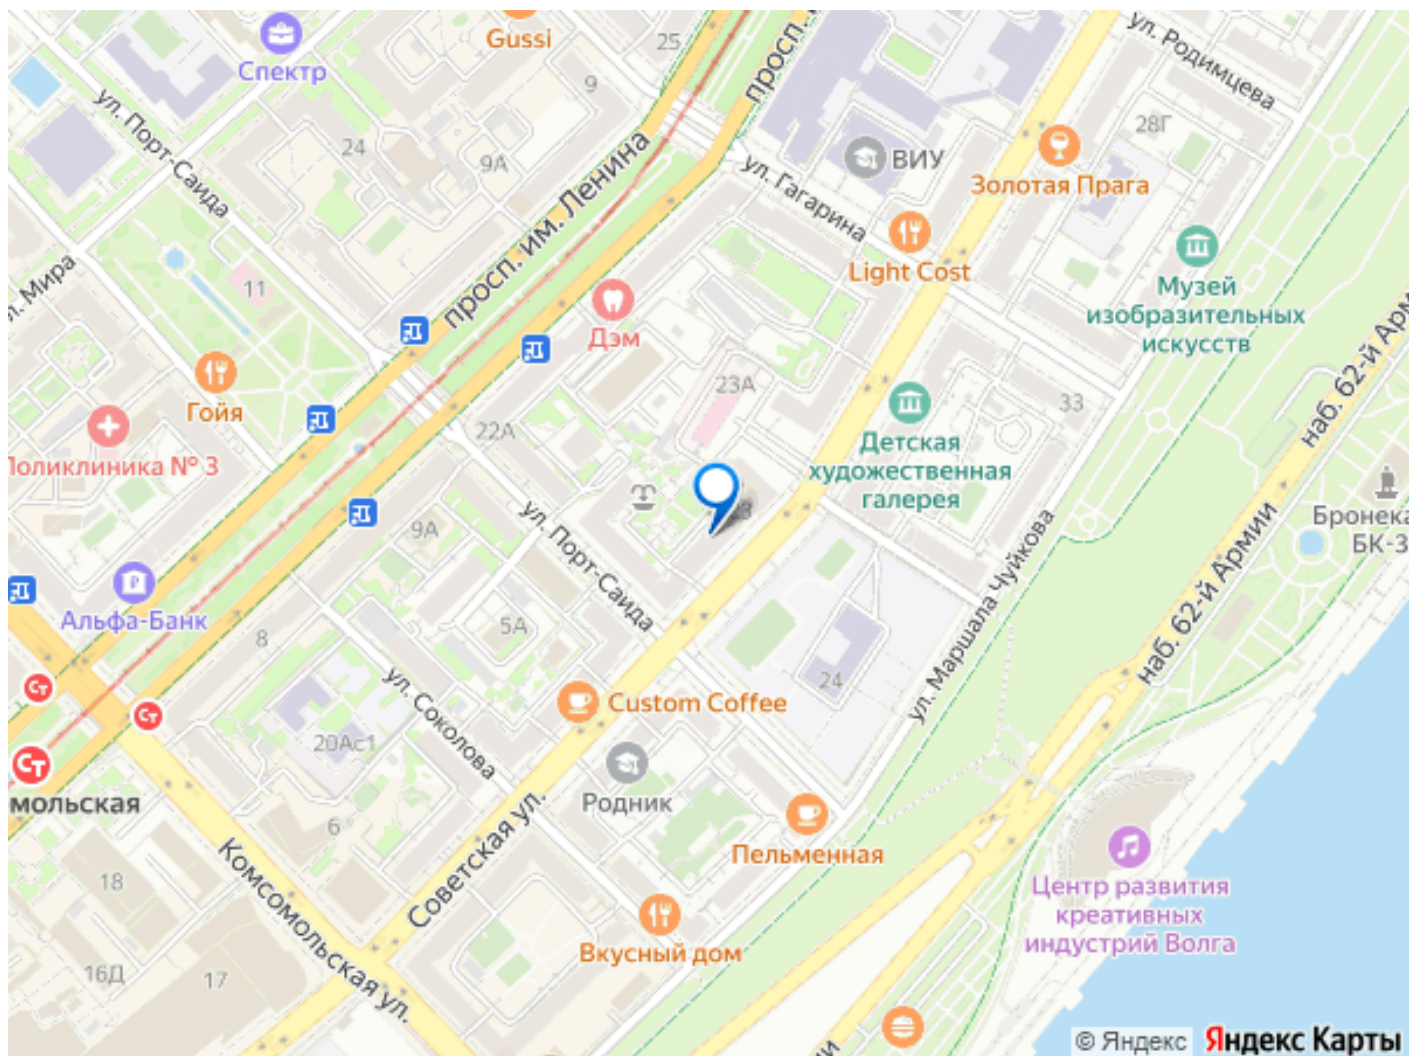 Gussi
Спектр
25
просп.
ул. Родимцева
9
ул. Порт-Саида
24
9А
просп. им. Ленина
28Г
ВИУ
Золотая Прага
ул. Гагарина
Light Cost
Мира
11
Музей
изобразительных
искусств
Дэм
наб. 62-й Арми
23А
33
Гойя
22А
Детская
художественная
галерея
Поликлиника № 3
ул. Порт-Саида
9А
Бронека
БК-3
наб. 62-й Армии
ул. Маршала Чуйкова
Альфа-Банк
5А
8
24
ул. Соколова
Custom Coffee
20Ас1
мольская
Родник
6
Советская ул.
Пельменная
Комсомольская ул.
18
Центр развития
креативных
индустрий Волга
Вкусный дом
16Д
17
© Яндекс Яндекс Карты